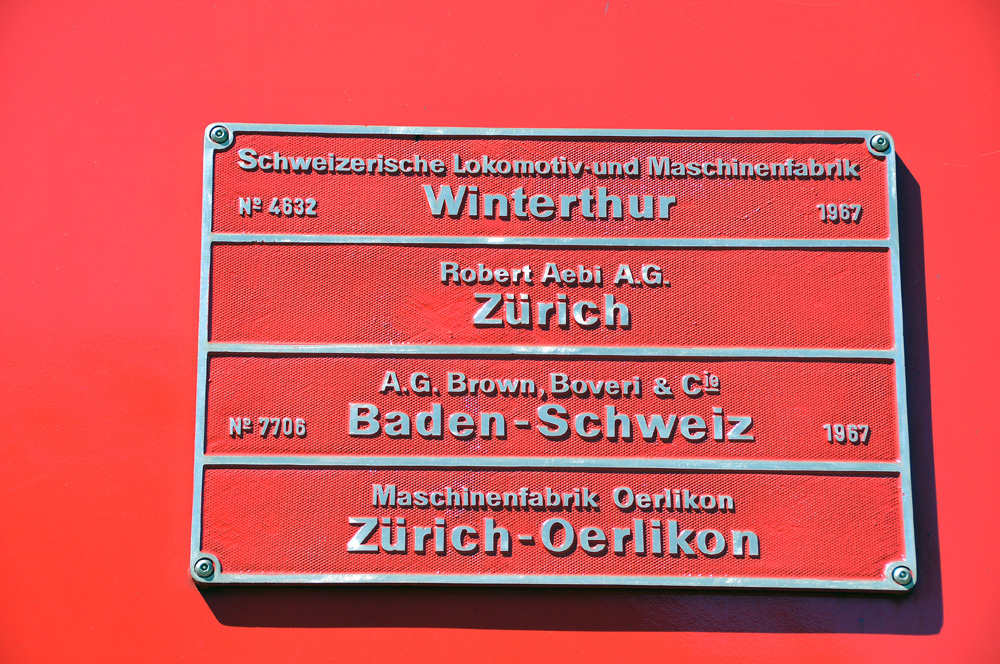 Schweizerische Lokomotiv-und Maschinenfabrik
Nº 4632 Winterthur 1967
Robert Aebi A.G.
Zürich
A.G. Brown, Boveri & Cie
Nº 7706 Baden-Schweiz 1967
Maschinenfabrik Oerlikon
Zürich-Oerlikon